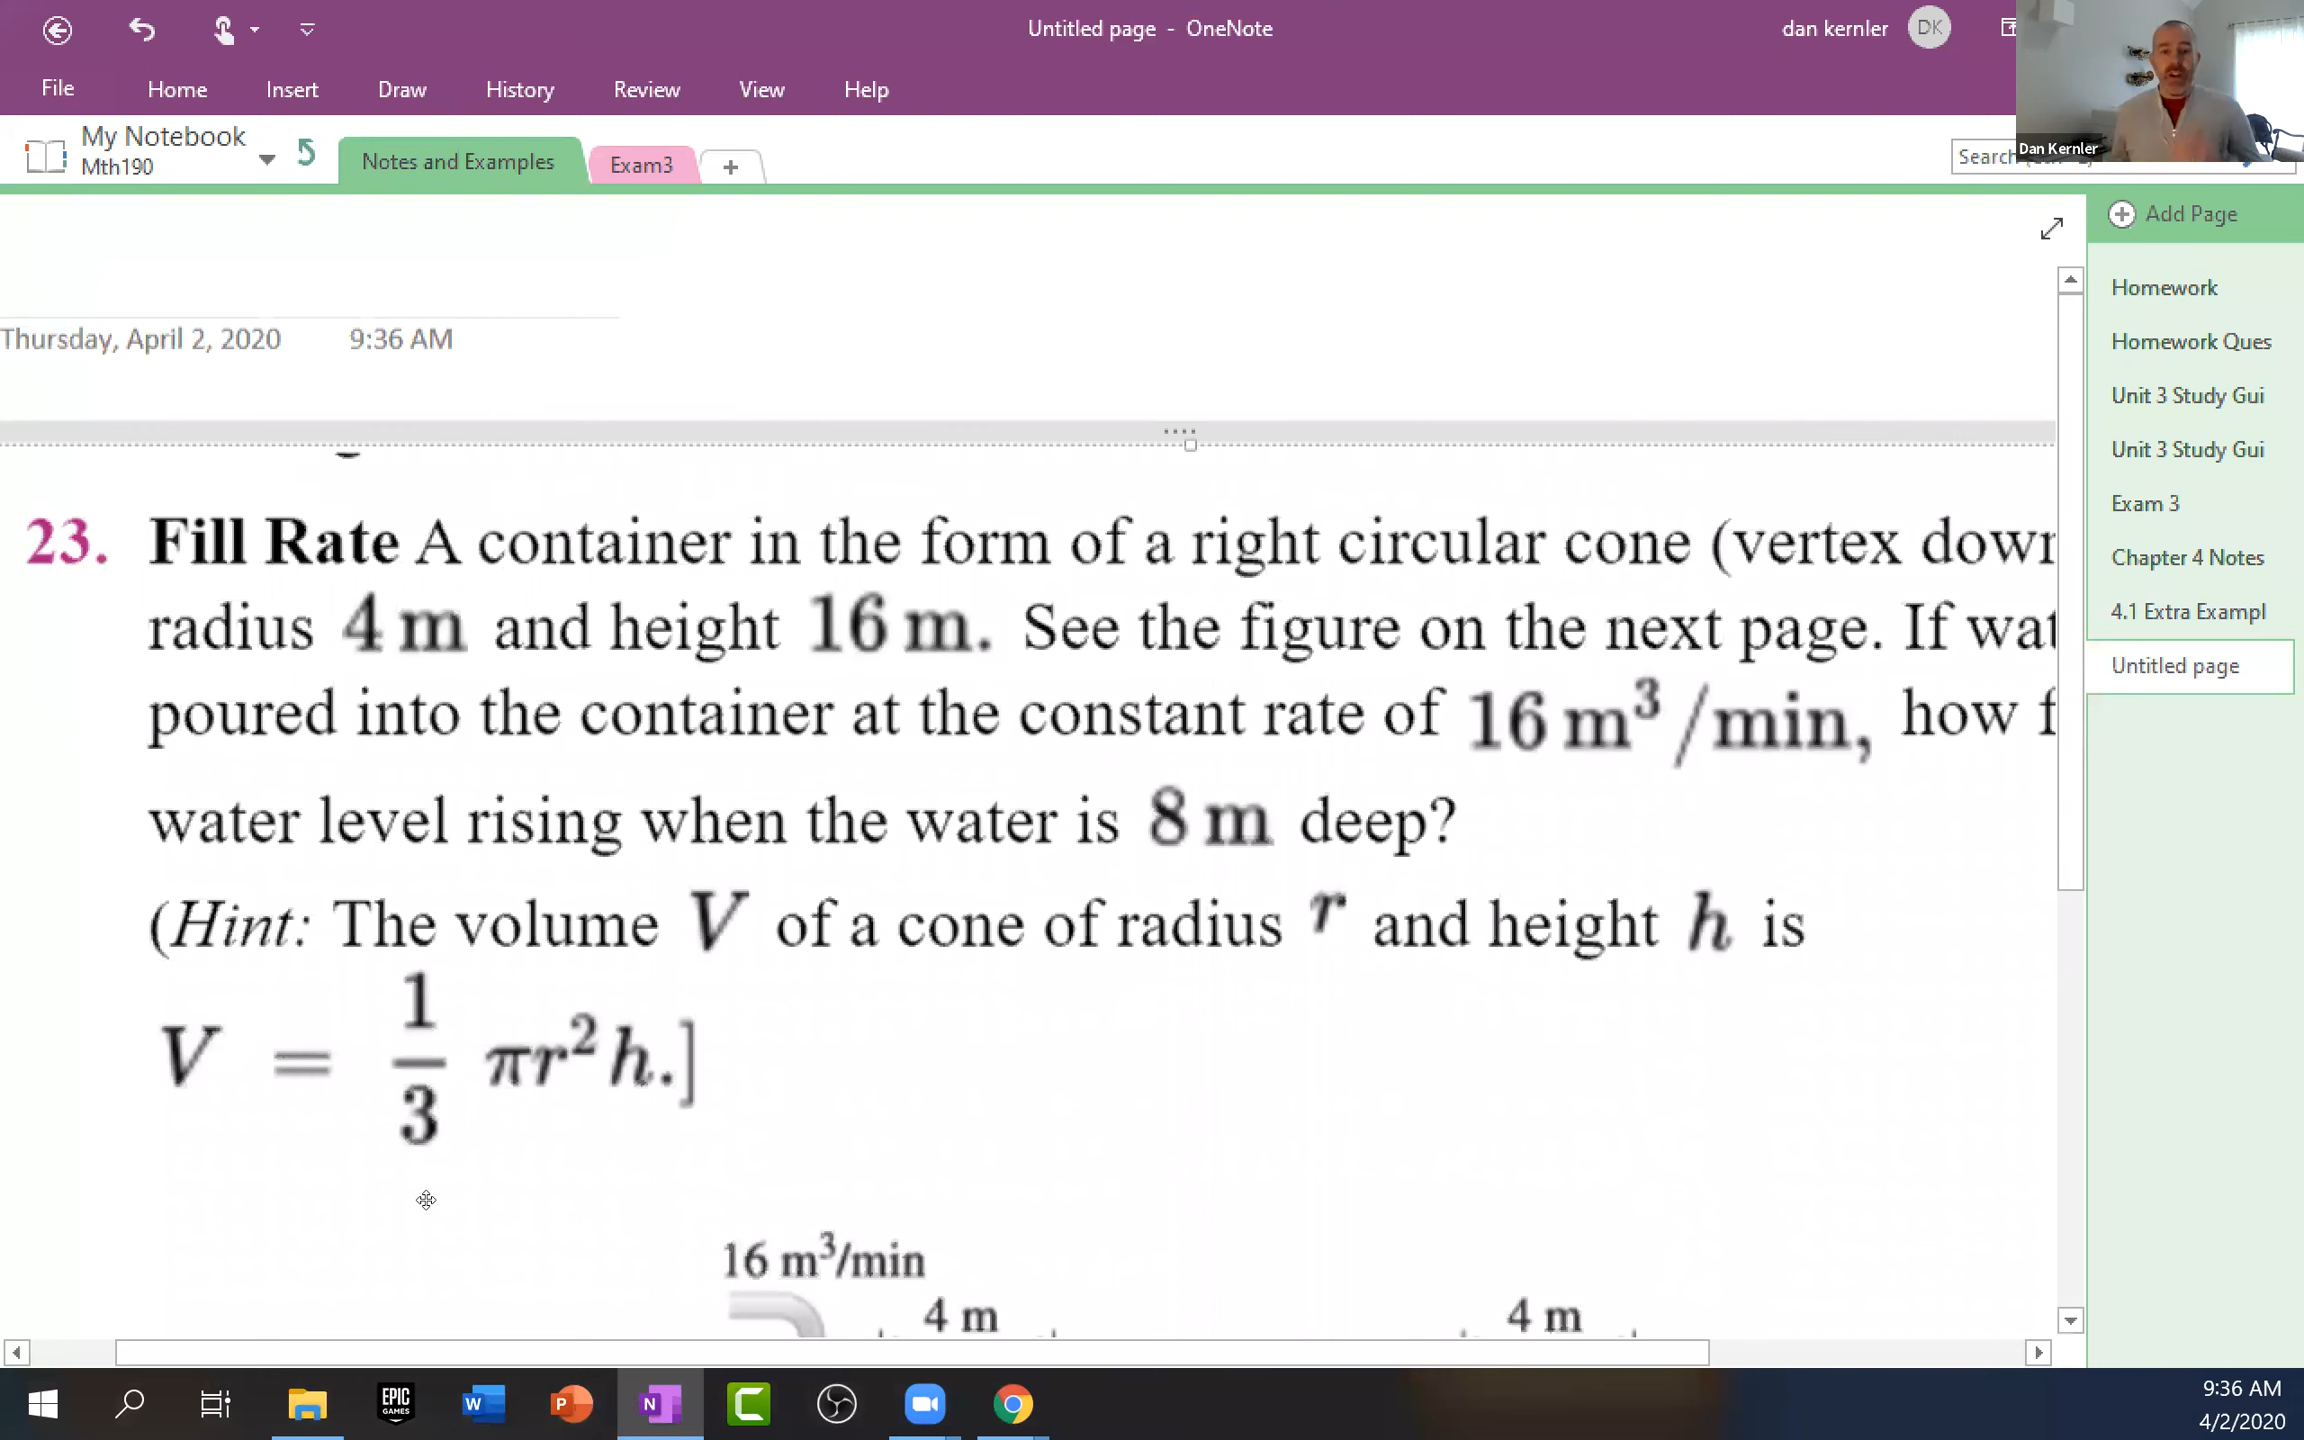 Untitled page - OneNote
dan kernler DK
File Home Insert Draw History Review View Help
My Notebook
Mth190
Notes and Examples
Exam3
Search
Dan Kernler
Add Page
Homework
Homework Ques
Unit 3 Study Gui
Unit 3 Study Gui
Exam 3
Chapter 4 Notes
4.1 Extra Exampl
Untitled page
Thursday, April 2, 2020 9:36 AM
23. Fill Rate A container in the form of a right circular cone (vertex down
radius 4 m and height 16 m. See the figure on the next page. If wat
poured into the container at the constant rate of 16 m³/min, how f
water level rising when the water is 8 m deep?
(Hint: The volume V of a cone of radius r and height h is
V = 1/3 πr²h.]
16 m³/min
4 m
4 m
EPIC
GAMES
W
P
N
9:36 AM
4/2/2020